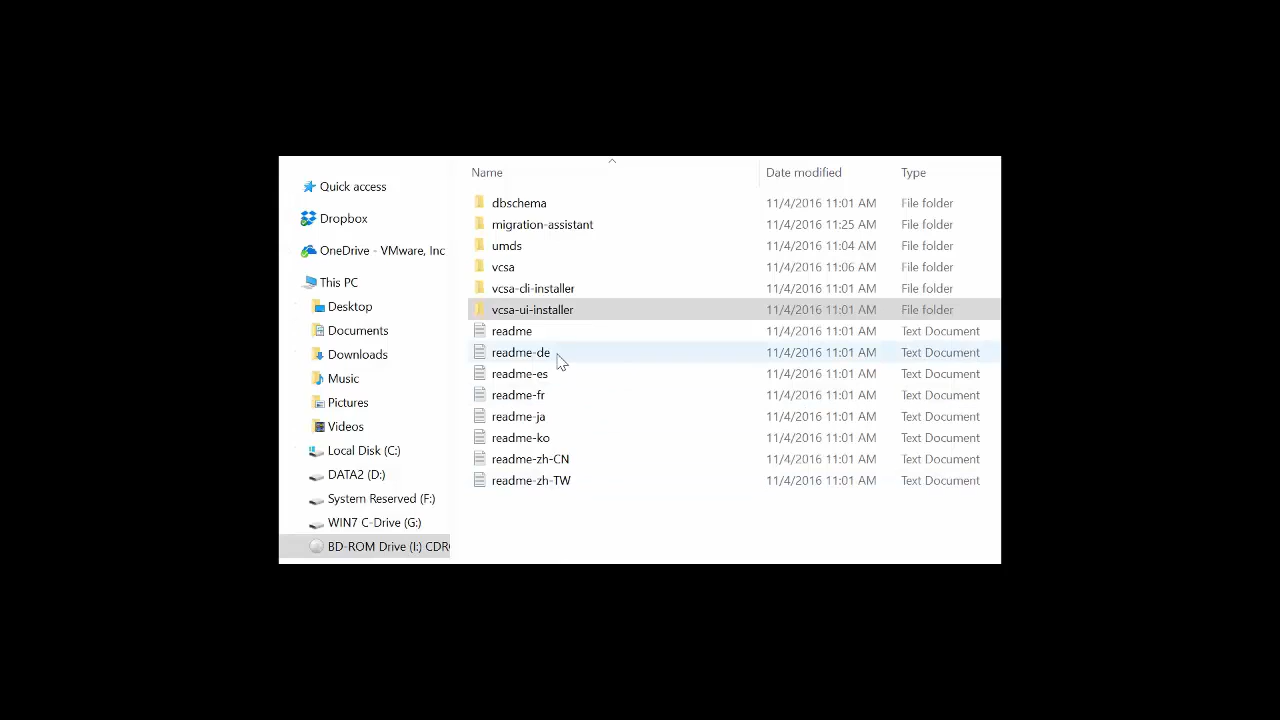 Name Date modified Type
Quick access
Dropbox
OneDrive - VMware, Inc
This PC
Desktop
Documents
Downloads
Music
Pictures
Videos
Local Disk (C:)
DATA2 (D:)
System Reserved (F:)
WIN7 C-Drive (G:)
BD-ROM Drive (I:) CDR
dbschema 11/4/2016 11:01 AM File folder
migration-assistant 11/4/2016 11:25 AM File folder
umds 11/4/2016 11:04 AM File folder
vcsa 11/4/2016 11:06 AM File folder
vcsa-cli-installer 11/4/2016 11:01 AM File folder
vcsa-ui-installer 11/4/2016 11:01 AM File folder
readme 11/4/2016 11:01 AM Text Document
readme-de 11/4/2016 11:01 AM Text Document
readme-es 11/4/2016 11:01 AM Text Document
readme-fr 11/4/2016 11:01 AM Text Document
readme-ja 11/4/2016 11:01 AM Text Document
readme-ko 11/4/2016 11:01 AM Text Document
readme-zh-CN 11/4/2016 11:01 AM Text Document
readme-zh-TW 11/4/2016 11:01 AM Text Document